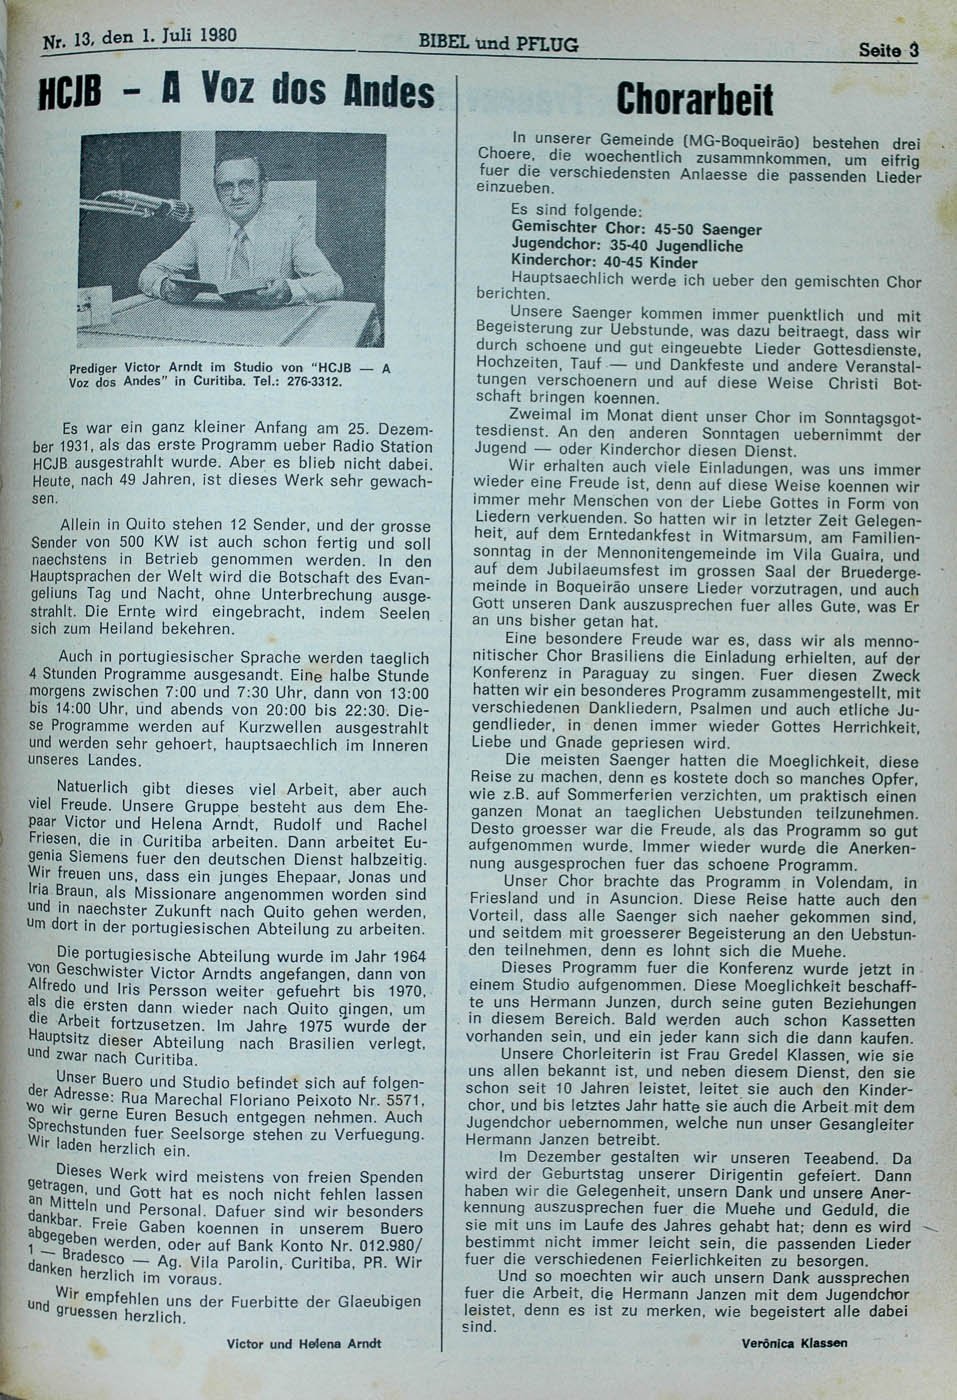 Nr. 13, den 1. Juli 1980
BIBEL und PFLUG
Seite 3
HCJB – A Voz dos Andes
Prediger Victor Arndt im Studio von "HCJB — A
Voz dos Andes" in Curitiba. Tel.: 276-3312.
Es war ein ganz kleiner Anfang am 25. Dezem-
ber 1931, als das erste Programm ueber Radio Station
HCJB ausgestrahlt wurde. Aber es blieb nicht dabei.
Heute, nach 49 Jahren, ist dieses Werk sehr gewach-
sen.
Allein in Quito stehen 12 Sender, und der grosse
Sender von 500 KW ist auch schon fertig und soll
naechstens in Betrieb genommen werden. In den
Hauptsprachen der Welt wird die Botschaft des Evan-
geliuns Tag und Nacht, ohne Unterbrechung ausge-
strahlt. Die Ernte wird eingebracht, indem Seelen
sich zum Heiland bekehren.
Auch in portugiesischer Sprache werden taeglich
4 Stunden Programme ausgesandt. Eine halbe Stunde
morgens zwischen 7:00 und 7:30 Uhr, dann von 13:00
bis 14:00 Uhr, und abends von 20:00 bis 22:30. Die-
se Programme werden auf Kurzwellen ausgestrahlt
und werden sehr gehoert, hauptsaechlich im Inneren
unseres Landes.
Natuerlich gibt dieses viel Arbeit, aber auch
viel Freude. Unsere Gruppe besteht aus dem Ehe-
paar Victor und Helena Arndt, Rudolf und Rachel
Friesen, die in Curitiba arbeiten. Dann arbeitet Eu-
genia Siemens fuer den deutschen Dienst halbzeitig.
Wir freuen uns, dass ein junges Ehepaar, Jonas und
Iria Braun, als Missionare angenommen worden sind
und in naechster Zukunft nach Quito gehen werden,
um dort in der portugiesischen Abteilung zu arbeiten.
Die portugiesische Abteilung wurde im Jahr 1964
von Geschwister Victor Arndts angefangen, dann von
Alfredo und Iris Persson weiter gefuehrt bis 1970,
als die ersten dann wieder nach Quito gingen, um
die Arbeit fortzusetzen. Im Jahre 1975 wurde der
Hauptsitz dieser Abteilung nach Brasilien verlegt,
und zwar nach Curitiba.
Unser Buero und Studio befindet sich auf folgen-
der Adresse: Rua Marechal Floriano Peixoto Nr. 5571,
wo wir gerne Euren Besuch entgegen nehmen. Auch
Sprechstunden fuer Seelsorge stehen zu Verfuegung.
Wir laden herzlich ein.
Dieses Werk wird meistens von freien Spenden
getragen, und Gott hat es noch nicht fehlen lassen
an Mitteln und Personal. Dafuer sind wir besonders
dankbar. Freie Gaben koennen in unserem Buero
abgegeben werden, oder auf Bank Konto Nr. 012.980/
1 — Bradesco — Ag. Vila Parolin, Curitiba, PR. Wir
danken herzlich im voraus.
Wir empfehlen uns der Fuerbitte der Glaeubigen
und gruessen herzlich.
Victor und Helena Arndt
Chorarbeit
In unserer Gemeinde (MG-Boqueirão) bestehen drei
Choere, die woechentlich zusammnkommen, um eifrig
fuer die verschiedensten Anlaesse die passenden Lieder
einzueben.
Es sind folgende:
Gemischter Chor: 45-50 Saenger
Jugendchor: 35-40 Jugendliche
Kinderchor: 40-45 Kinder
Hauptsaechlich werde ich ueber den gemischten Chor
berichten.
Unsere Saenger kommen immer puenktlich und mit
Begeisterung zur Uebstunde, was dazu beitraegt, dass wir
durch schoene und gut eingeuebte Lieder Gottesdienste,
Hochzeiten, Tauf — und Dankfeste und andere Veranstal-
tungen verschoenern und auf diese Weise Christi Bot-
schaft bringen koennen.
Zweimal im Monat dient unser Chor im Sonntagsgot-
tesdienst. An den anderen Sonntagen uebernimmt der
Jugend — oder Kinderchor diesen Dienst.
Wir erhalten auch viele Einladungen, was uns immer
wieder eine Freude ist, denn auf diese Weise koennen wir
immer mehr Menschen von der Liebe Gottes in Form von
Liedern verkuenden. So hatten wir in letzter Zeit Gelegen-
heit, auf dem Erntedankfest in Witmarsum, am Familien-
sonntag in der Mennonitengemeinde im Vila Guaira, und
auf dem Jubilaeumsfest im grossen Saal der Bruederge-
meinde in Boqueirão unsere Lieder vorzutragen, und auch
Gott unseren Dank auszusprechen fuer alles Gute, was Er
an uns bisher getan hat.
Eine besondere Freude war es, dass wir als menno-
nitischer Chor Brasiliens die Einladung erhielten, auf der
Konferenz in Paraguay zu singen. Fuer diesen Zweck
hatten wir ein besonderes Programm zusammengestellt, mit
verschiedenen Dankliedern, Psalmen und auch etliche Ju-
gendlieder, in denen immer wieder Gottes Herrichkeit,
Liebe und Gnade gepriesen wird.
Die meisten Saenger hatten die Moeglichkeit, diese
Reise zu machen, denn es kostete doch so manches Opfer,
wie z.B. auf Sommerferien verzichten, um praktisch einen
ganzen Monat an taeglichen Uebstunden teilzunehmen.
Desto groesser war die Freude, als das Programm so gut
aufgenommen wurde. Immer wieder wurde die Anerken-
nung ausgesprochen fuer das schoene Programm.
Unser Chor brachte das Programm in Volendam, in
Friesland und in Asuncion. Diese Reise hatte auch den
Vorteil, dass alle Saenger sich naeher gekommen sind,
und seitdem mit groesserer Begeisterung an den Uebstun-
den teilnehmen, denn es lohnt sich die Muehe.
Dieses Programm fuer die Konferenz wurde jetzt in
einem Studio aufgenommen. Diese Moeglichkeit beschaff-
te uns Hermann Junzen, durch seine guten Beziehungen
in diesem Bereich. Bald werden auch schon Kassetten
vorhanden sein, und ein jeder kann sich die dann kaufen.
Unsere Chorleiterin ist Frau Gredel Klassen, wie sie
uns allen bekannt ist, und neben diesem Dienst, den sie
schon seit 10 Jahren leistet, leitet sie auch den Kinder-
chor, und bis letztes Jahr hatte sie auch die Arbeit mit dem
Jugendchor uebernommen, welche nun unser Gesangleiter
Hermann Janzen betreibt.
Im Dezember gestalten wir unseren Teeabend. Da
wird der Geburtstag unserer Dirigentin gefeiert. Dann
haben wir die Gelegenheit, unsern Dank und unsere Aner-
kennung auszusprechen fuer die Muehe und Geduld, die
sie mit uns im Laufe des Jahres gehabt hat; denn es wird
bestimmt nicht immer leicht sein, die passenden Lieder
fuer die verschiedenen Feierlichkeiten zu besorgen.
Und so moechten wir auch unsern Dank aussprechen
fuer die Arbeit, die Hermann Janzen mit dem Jugendchor
leistet, denn es ist zu merken, wie begeistert alle dabei
sind.
Verônica Klassen